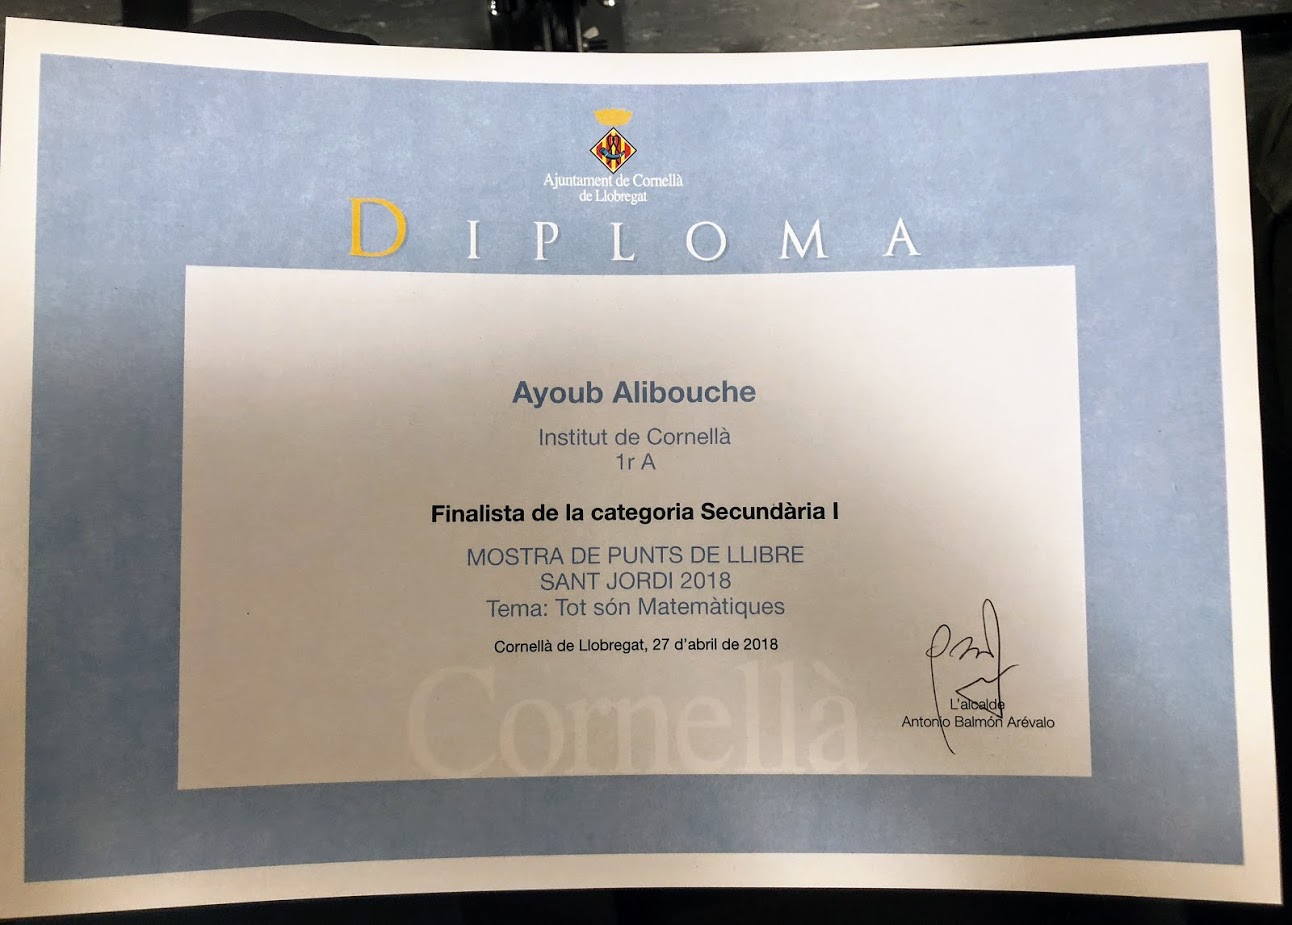 Ajuntament de Cornellà
de Llobregat
DIPLOMA
Ayoub Alibouche
Institut de Cornellà
1r A
Finalista de la categoria Secundària I
MOSTRA DE PUNTS DE LLIBRE
SANT JORDI 2018
Tema: Tot són Matemàtiques
Cornellà de Llobregat, 27 d'abril de 2018
Cornellà
L'alcalde
Antonio Balmón Arévalo